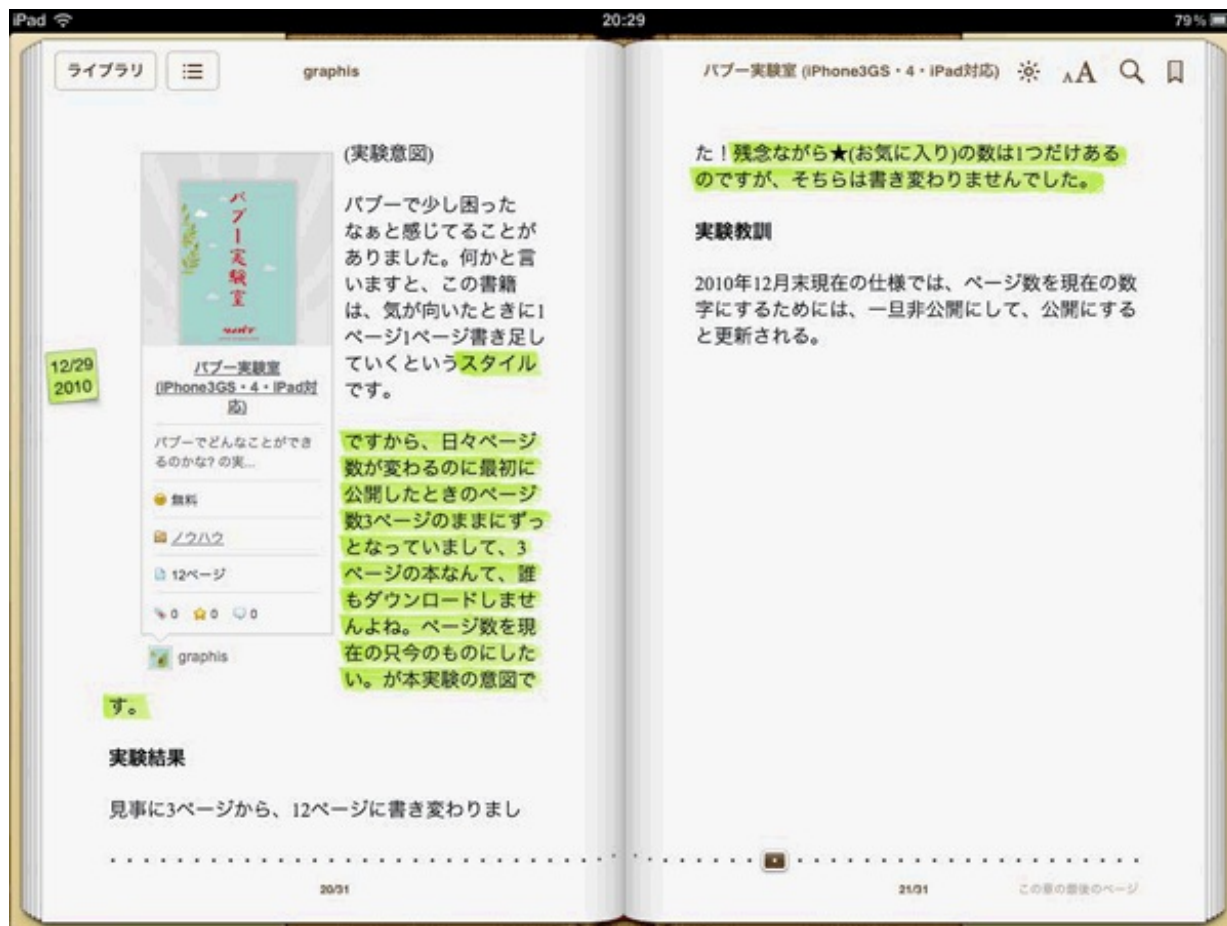 iPad 20:29 79%
ライブラリ
graphis
パブー実験室 (iPhone3GS・4・iPad対応)
AA
12/29
2010
パブー実験室
パブー実験室
(iPhone3GS・4・iPad対
応)
パブーでどんなことができ
るのかな?の実...
無料
ノウハウ
12ページ
0 0 0
graphis
(実験意図)
パブーで少し困った
なぁと感じてることが
ありました。何かと言
いますと、この書籍
は、気が向いたときに1
ページ1ページ書き足し
ていくというスタイル
です。
ですから、日々ページ
数が変わるのに最初に
公開したときのページ
数3ページのままにずっ
となっていまして、3
ページの本なんて、誰
もダウンロードしませ
んよね。ページ数を現
在の只今のものにした
い。が本実験の意図で
す。
実験結果
見事に3ページから、12ページに書き変わりまし
20/31
た！残念ながら★(お気に入り)の数は1つだけある
のですが、そちらは書き変わりませんでした。
実験教訓
2010年12月末現在の仕様では、ページ数を現在の数
字にするためには、一旦非公開にして、公開にする
と更新される。
21/31
この章の最後のページ